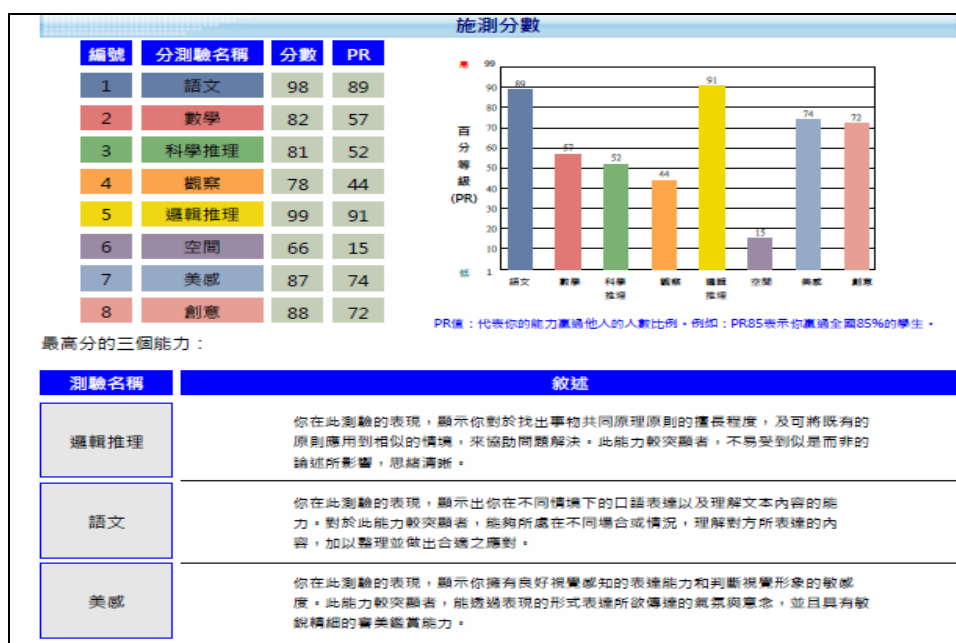 施測分數
編號 分測驗名稱 分數 PR
1 語文 98 89
2 數學 82 57
3 科學推理 81 52
4 觀察 78 44
5 邏輯推理 99 91
6 空間 66 15
7 美感 87 74
8 創意 88 72
高 99
90
80
70
60
50
40
30
20
10
低 1
百分等級(PR)
89 57 52 44 91 15 74 72
語文 數學 科學推理 觀察 邏輯推理 空間 美感 創意
PR值:代表你的能力贏過他人的人數比例。例如:PR85表示你贏過全國85%的學生。
最高分的三個能力:
測驗名稱 敘述
邏輯推理
你在此測驗的表現,顯示你對於找出事物共同原理原則的擅長程度,及可將既有的
原則應用到相似的情境,來協助問題解決。此能力較突顯者,不易受到似是而非的
論述所影響,思緒清晰。
語文
你在此測驗的表現,顯示出你在不同情境下的口語表達以及理解文本內容的能
力。對於此能力較突顯者,能夠所處在不同場合或情況,理解對方所表達的內
容,加以整理並做出合適之應對。
美感
你在此測驗的表現,顯示你擁有良好視覺感知的表達能力和判斷視覺形象的敏感
度。此能力較突顯者,能透過表現的形式表達所欲傳達的氣氛與意念,並且具有敏
銳精細的審美鑑賞能力。